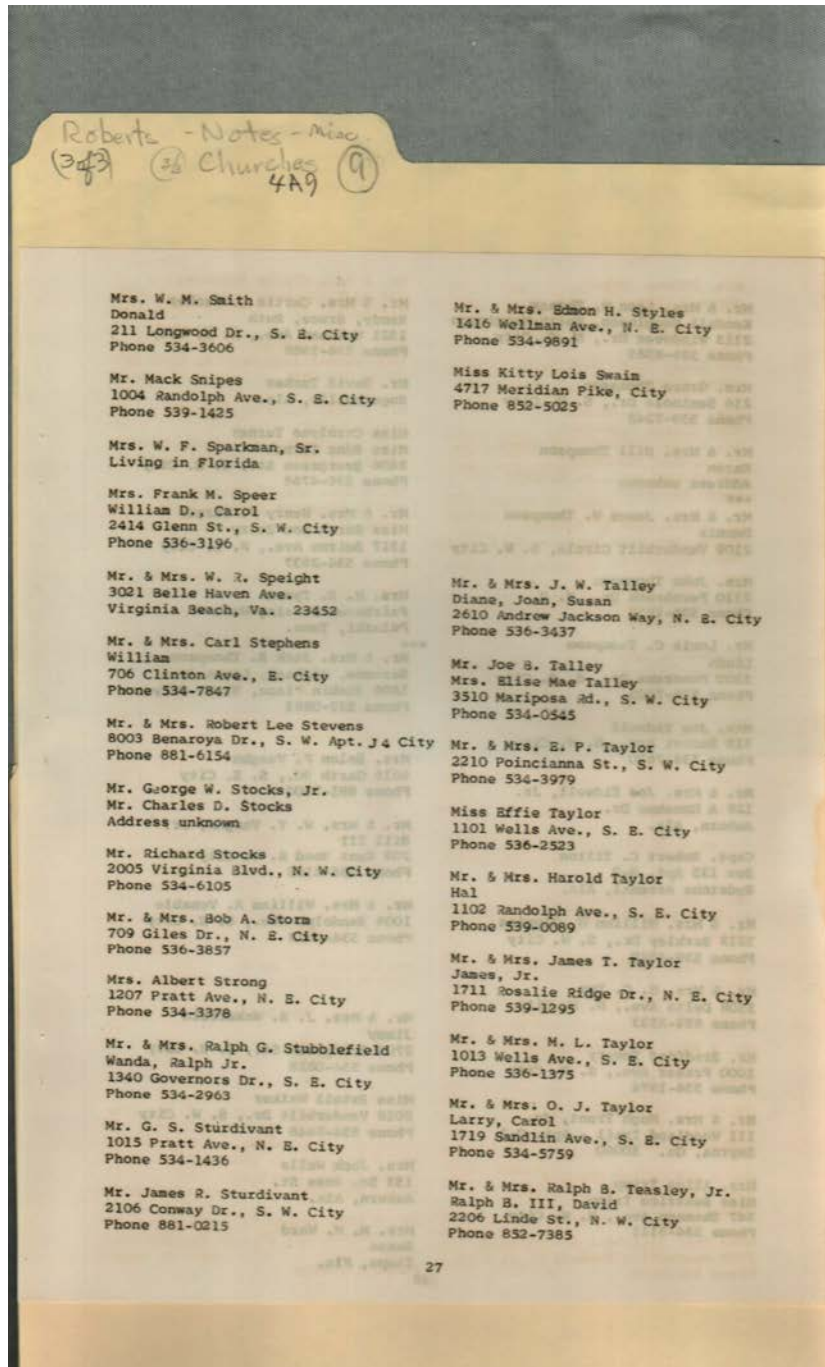 Roberts - Notes - Misc
(3 of 3) Churches 9
4A9
Mrs. W. M. Smith
Donald
211 Longwood Dr., S. E. City
Phone 534-3606
Mr. Mack Snipes
1004 Randolph Ave., S. E. City
Phone 539-1425
Mrs. W. F. Sparkman, Sr.
Living in Florida
Mrs. Frank M. Speer
William D., Carol
2414 Glenn St., S. W. City
Phone 536-3196
Mr. & Mrs. W. R. Speight
3021 Belle Haven Ave.
Virginia Beach, Va. 23452
Mr. & Mrs. Carl Stephens
William
706 Clinton Ave., E. City
Phone 534-7847
Mr. & Mrs. Robert Lee Stevens
8003 Benaroya Dr., S. W. Apt. J4 City
Phone 881-6154
Mr. George W. Stocks, Jr.
Mr. Charles D. Stocks
Address unknown
Mr. Richard Stocks
2005 Virginia Blvd., N. W. City
Phone 534-6105
Mr. & Mrs. Bob A. Storm
709 Giles Dr., N. E. City
Phone 536-3857
Mrs. Albert Strong
1207 Pratt Ave., N. E. City
Phone 534-3378
Mr. & Mrs. Ralph G. Stubblefield
Wanda, Ralph Jr.
1340 Governors Dr., S. E. City
Phone 534-2963
Mr. G. S. Sturdivant
1015 Pratt Ave., N. E. City
Phone 534-1436
Mr. James R. Sturdivant
2106 Conway Dr., S. W. City
Phone 881-0215
Mr. & Mrs. Edmon H. Styles
1416 Wellman Ave., N. E. City
Phone 534-9891
Miss Kitty Lois Swaim
4717 Meridian Pike, City
Phone 852-5025
Mr. & Mrs. J. W. Talley
Diane, Joan, Susan
2610 Andrew Jackson Way, N. E. City
Phone 536-3437
Mr. Joe B. Talley
Mrs. Elise Mae Talley
3510 Mariposa Rd., S. W. City
Phone 534-0545
Mr. & Mrs. E. P. Taylor
2210 Poincianna St., S. W. City
Phone 534-3979
Miss Effie Taylor
1101 Wells Ave., S. E. City
Phone 536-2523
Mr. & Mrs. Harold Taylor
Hal
1102 Randolph Ave., S. E. City
Phone 539-0089
Mr. & Mrs. James T. Taylor
James, Jr.
1711 Rosalie Ridge Dr., N. E. City
Phone 539-1295
Mr. & Mrs. M. L. Taylor
1013 Wells Ave., S. E. City
Phone 536-1375
Mr. & Mrs. O. J. Taylor
Larry, Carol
1719 Sandlin Ave., S. E. City
Phone 534-5759
Mr. & Mrs. Ralph B. Teasley, Jr.
Ralph B. III, David
2206 Linde St., N. W. City
Phone 852-7385
27